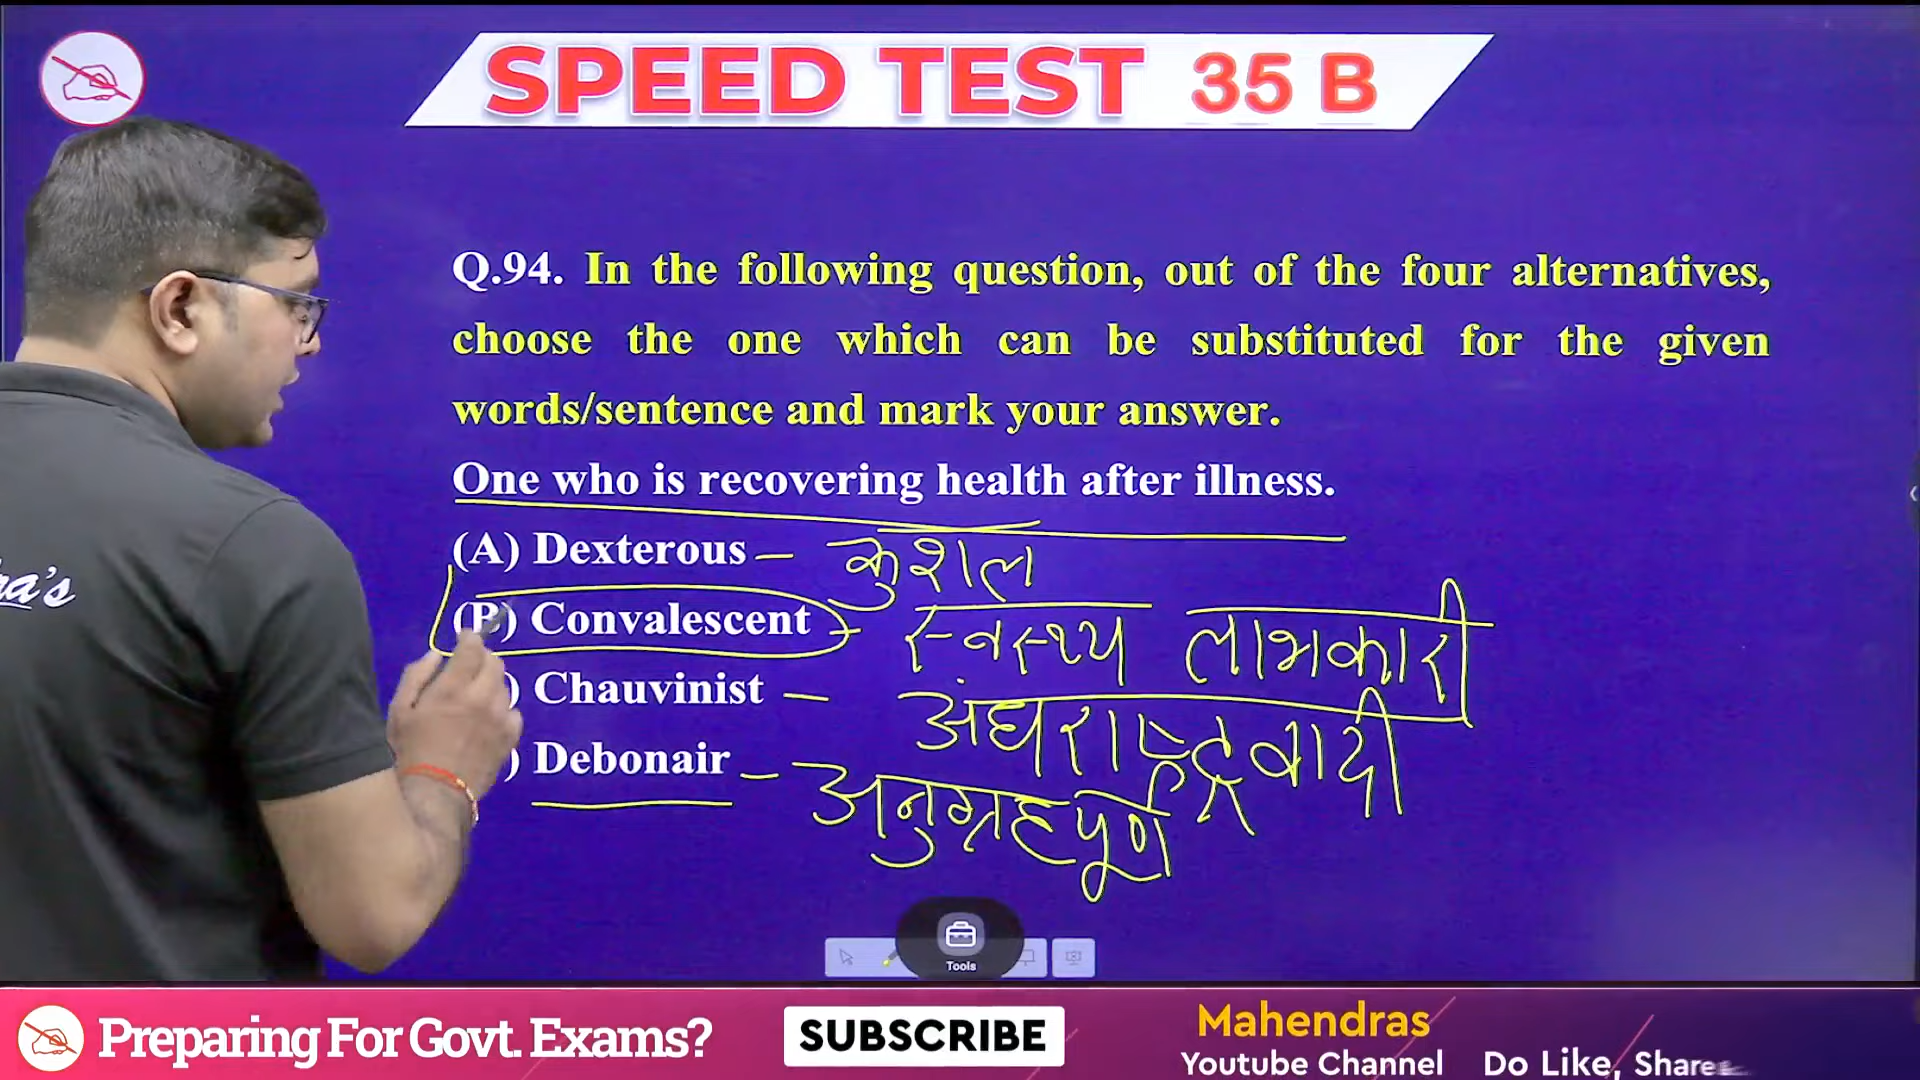 SPEED TEST 35 B
Q.94. In the following question, out of the four alternatives,
choose the one which can be substituted for the given
words/sentence and mark your answer.
One who is recovering health after illness.
(A) Dexterous – कुशल
(B) Convalescent – स्वस्थ्य लाभकारी
) Chauvinist – अंधराष्ट्रवादी
) Debonair – अनुग्रहपूर्ण
a's
Tools
Preparing For Govt. Exams?
SUBSCRIBE
Mahendras
Youtube Channel Do Like, Share